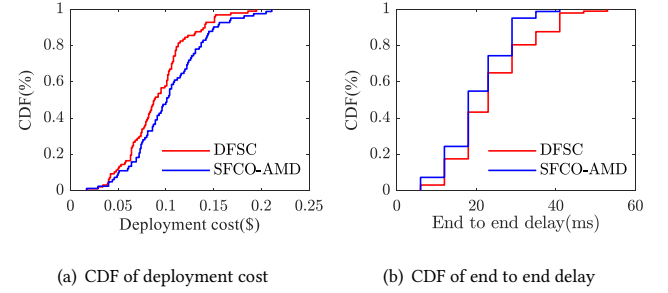 1
0.8
0.6
0.4
0.2
0
CDF(%)
DFSC
SFCO-AMD
0 0.05 0.1 0.15 0.2 0.25
Deployment cost($)
(a) CDF of deployment cost
1
0.8
0.6
0.4
0.2
0
CDF(%)
DFSC
SFCO-AMD
0 20 40 60
End to end delay(ms)
(b) CDF of end to end delay